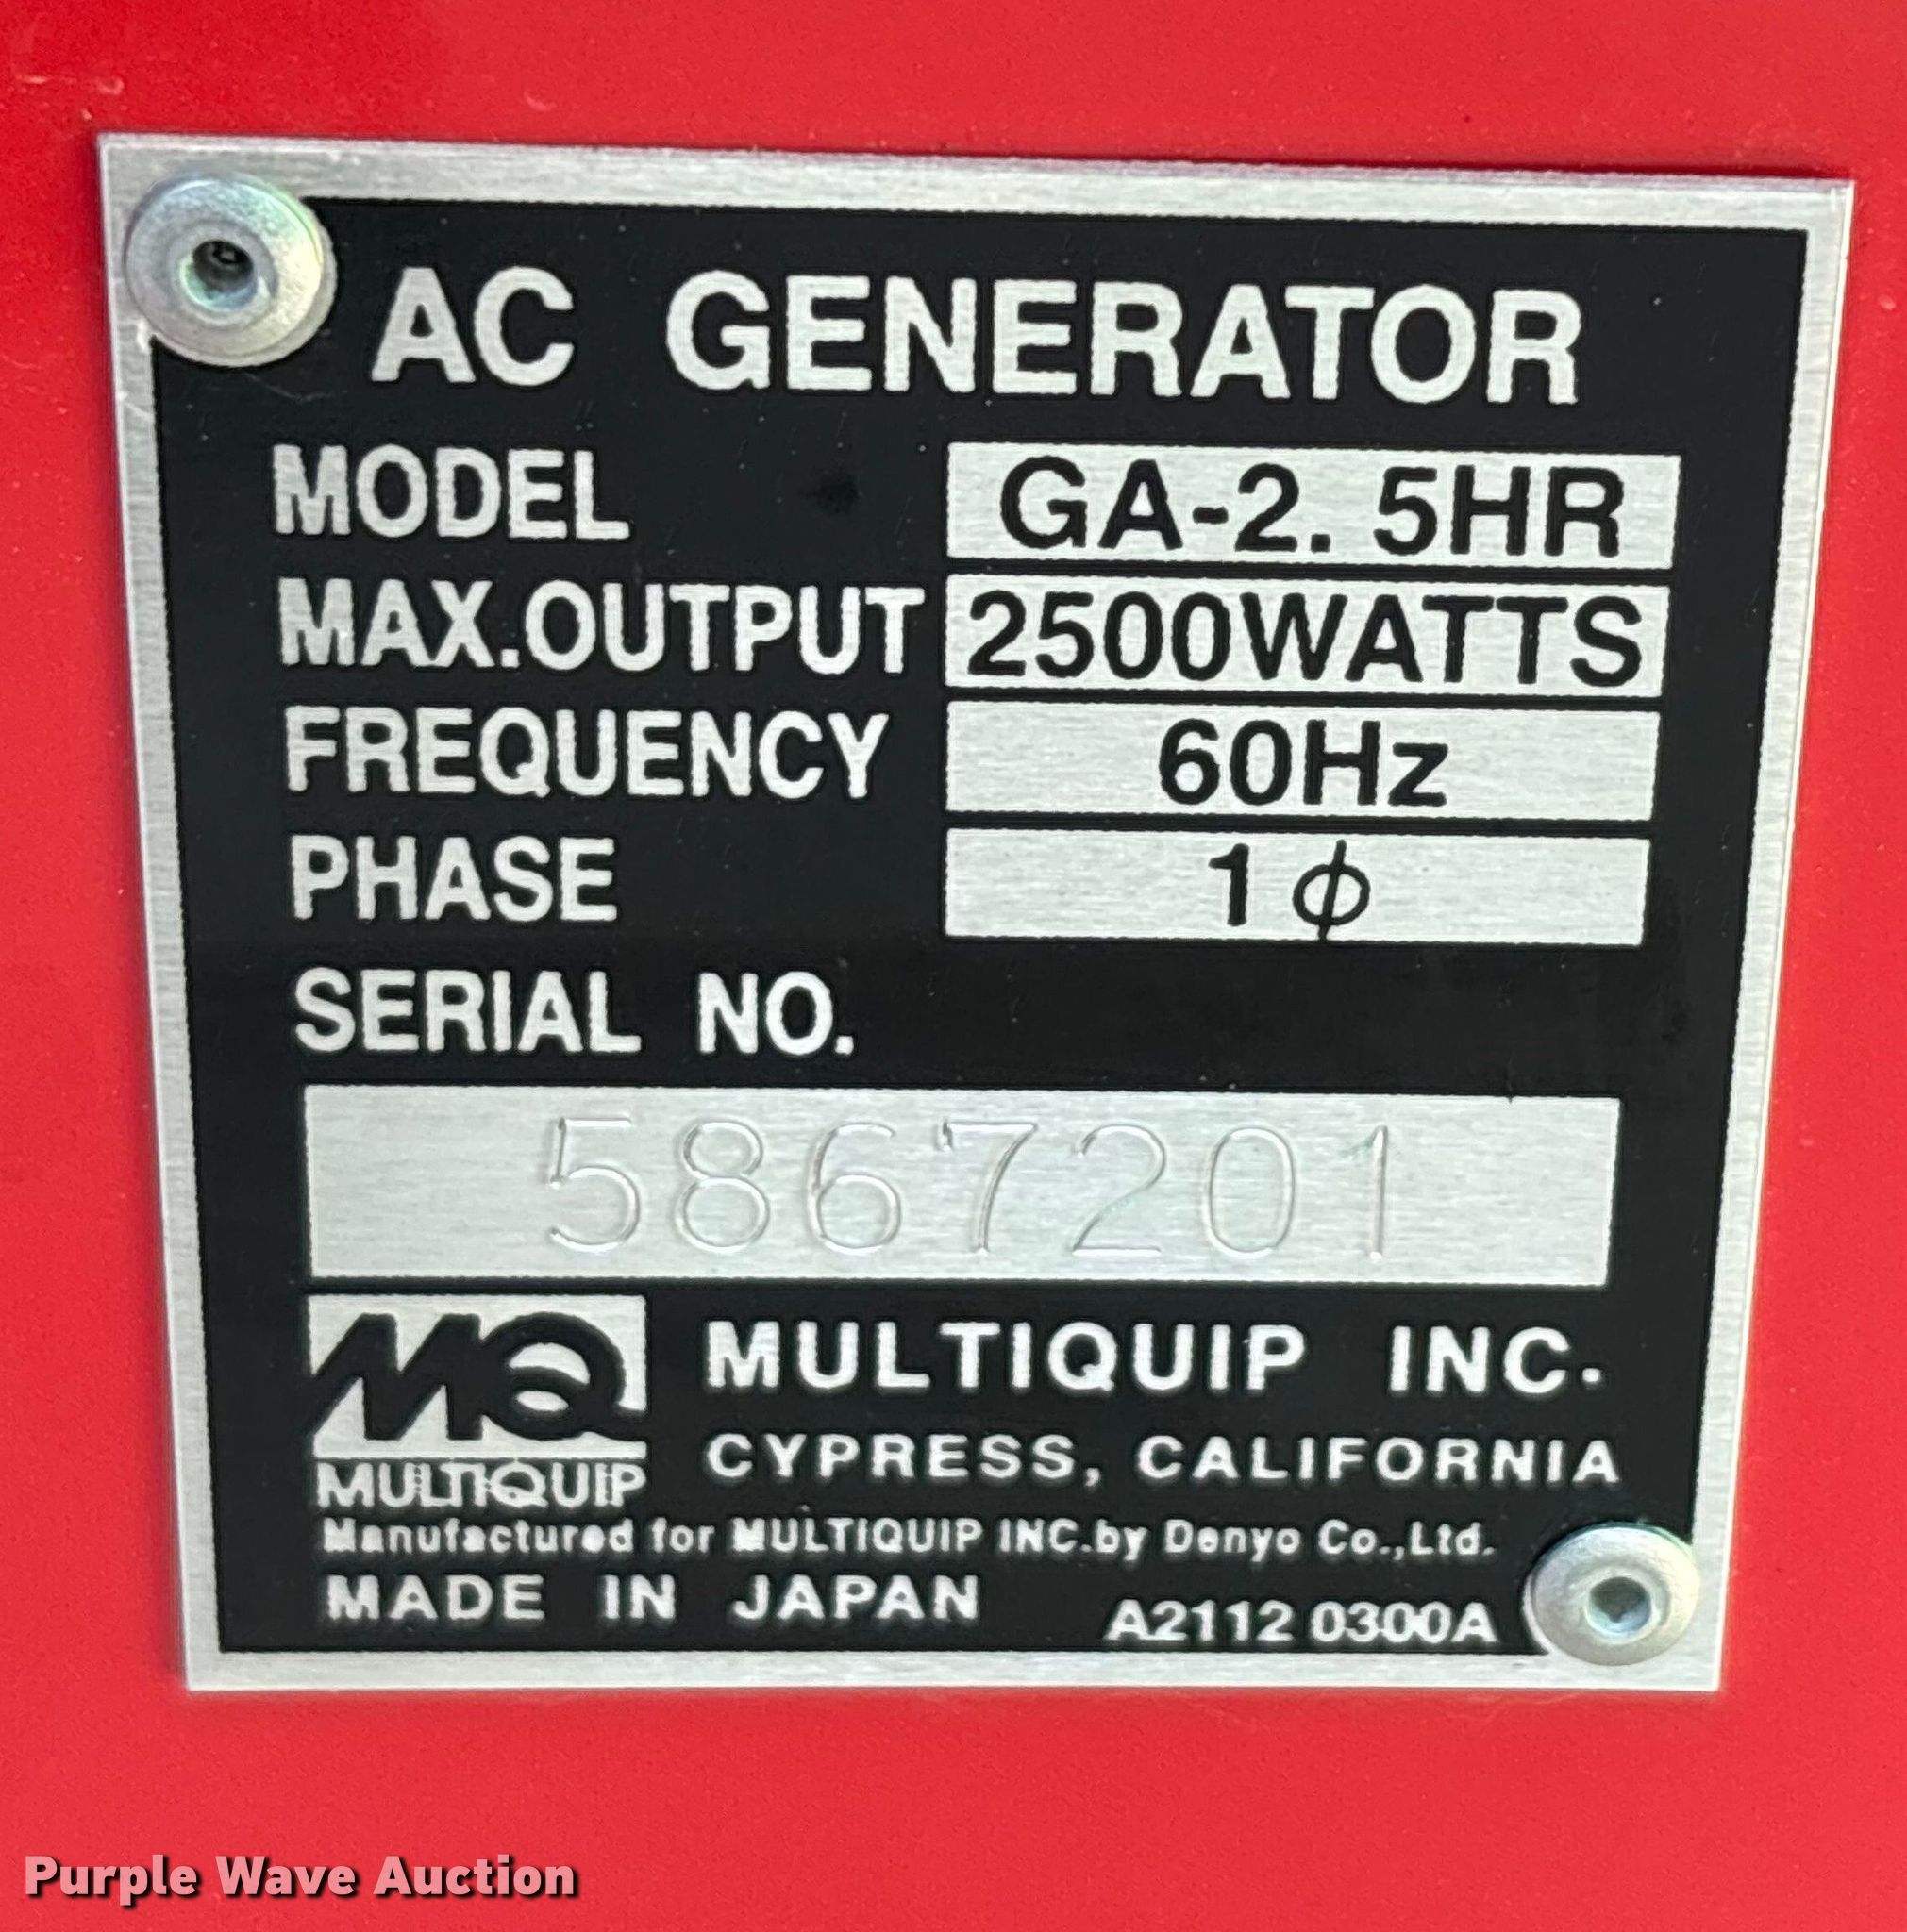 AC GENERATOR
MODEL GA-2.5HR
MAX.OUTPUT 2500WATTS
FREQUENCY 60Hz
PHASE 1ϕ
SERIAL NO.
5867201
MQ MULTIQUIP INC.
CYPRESS, CALIFORNIA
MULTIQUIP
Manufactured for MULTIQUIP INC.by Denyo Co.,Ltd.
MADE IN JAPAN A2112 0300A
Purple Wave Auction